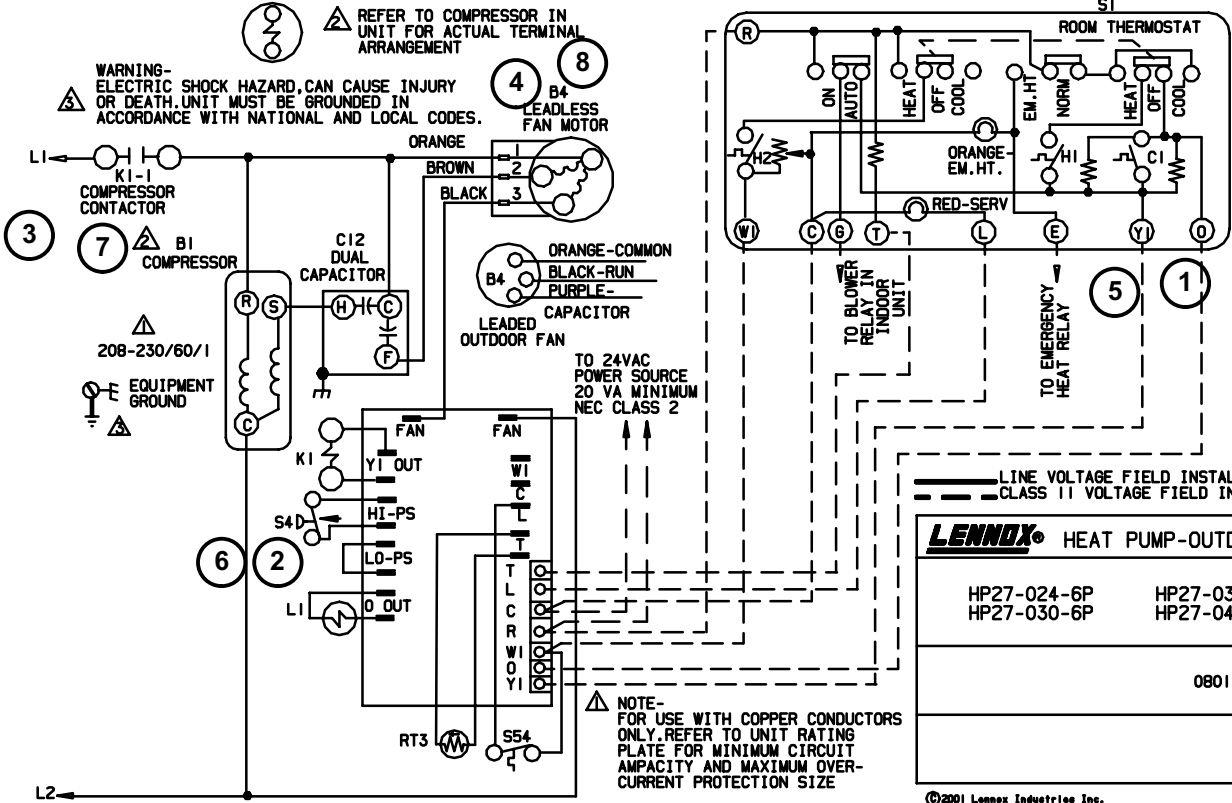 S1
REFER TO COMPRESSOR IN
UNIT FOR ACTUAL TERMINAL
ARRANGEMENT
2
WARNING-
ELECTRIC SHOCK HAZARD,CAN CAUSE INJURY
OR DEATH.UNIT MUST BE GROUNDED IN
ACCORDANCE WITH NATIONAL AND LOCAL CODES.
3
4
8
B4
LEADLESS
FAN MOTOR
ORANGE
1
BROWN
2
BLACK
3
L1
K1-1
COMPRESSOR
CONTACTOR
3
7
2
B1
COMPRESSOR
C12
DUAL
CAPACITOR
R
S
H
C
F
C
1
208-230/60/1
EQUIPMENT
GROUND
3
B4
ORANGE-COMMON
BLACK-RUN
PURPLE-
CAPACITOR
LEADED
OUTDOOR FAN
ROOM THERMOSTAT
R
ON
AUTO
HEAT
OFF
COOL
EM.HT
NORM
HEAT
OFF
COOL
H2
ORANGE-
EM.HT.
H1
C1
RED-SERV
W1
C
G
T
L
E
Y1
O
TO BLOWER
RELAY IN
INDOOR
UNIT
TO EMERGENCY
HEAT RELAY
5
1
TO 24VAC
POWER SOURCE
20 VA MINIMUM
NEC CLASS 2
FAN
FAN
K1
Y1 OUT
W1
C
L
S4
HI-PS
T
6
2
LO-PS
L1
O OUT
T
L
C
R
W1
O
Y1
RT3
S54
1
NOTE-
FOR USE WITH COPPER CONDUCTORS
ONLY.REFER TO UNIT RATING
PLATE FOR MINIMUM CIRCUIT
AMPACITY AND MAXIMUM OVER-
CURRENT PROTECTION SIZE
L2
LINE VOLTAGE FIELD INSTAL
CLASS II VOLTAGE FIELD IN
LENNOX® HEAT PUMP-OUTD
HP27-024-6P HP27-03
HP27-030-6P HP27-04
0801
©2001 Lennox Industries Inc.